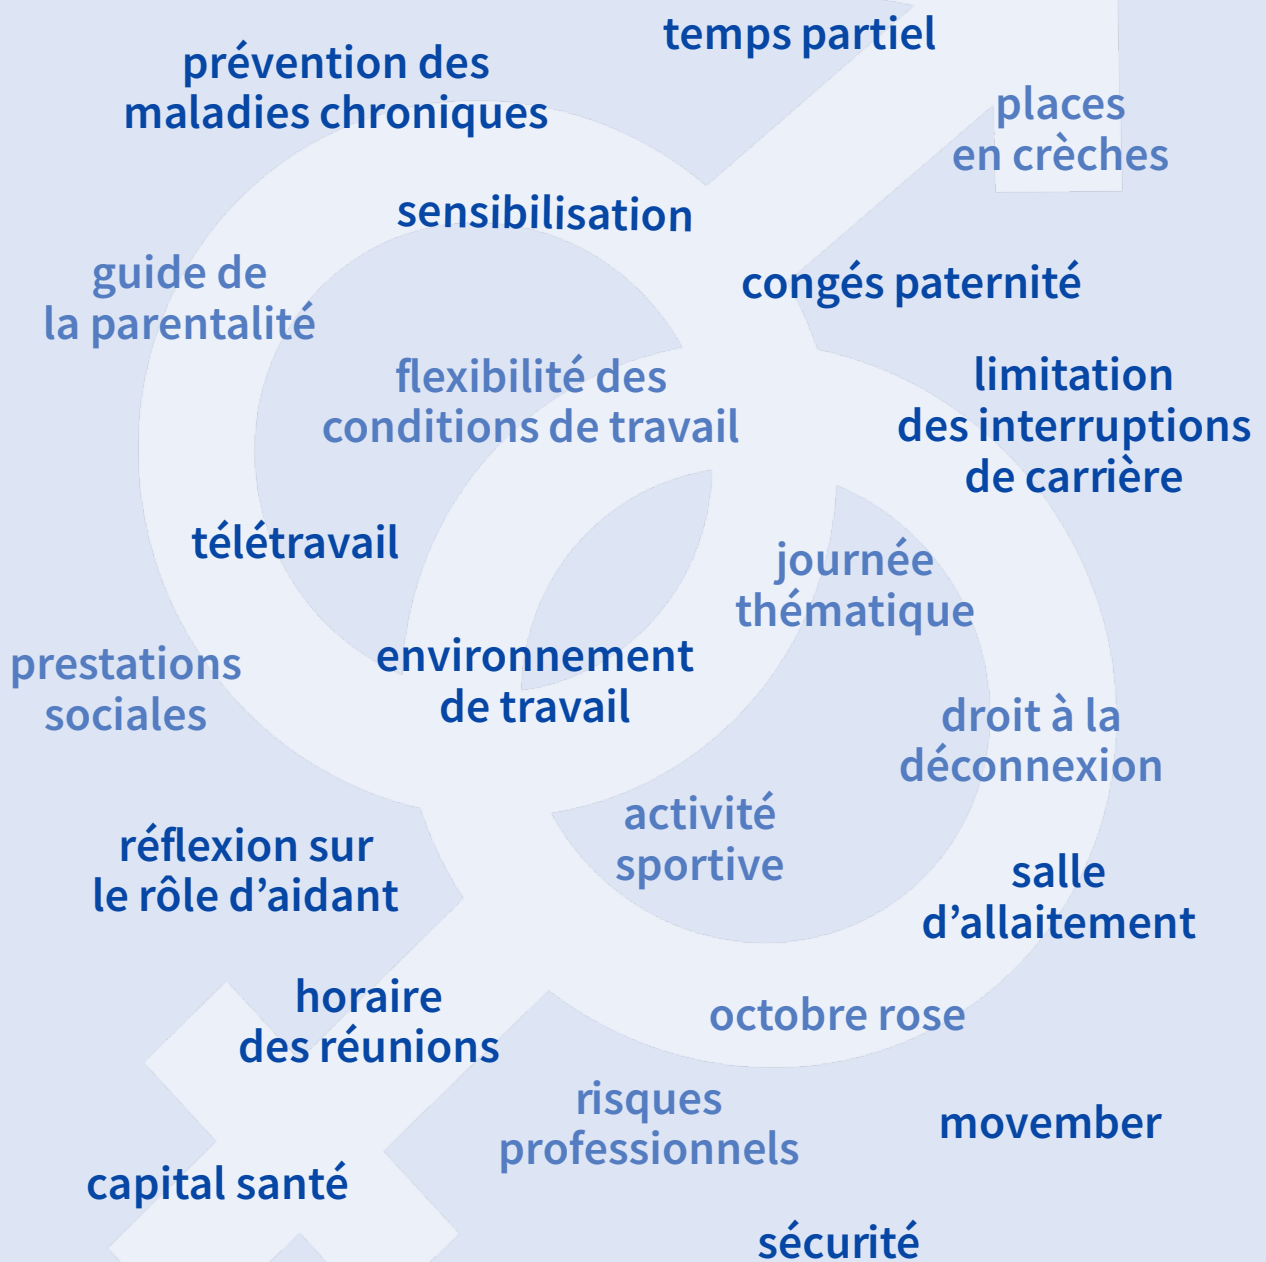 temps partiel
prévention des
maladies chroniques
places
en crèches
sensibilisation
guide de
la parentalité
congés paternité
flexibilité des
conditions de travail
limitation
des interruptions
de carrière
télétravail
journée
thématique
prestations
sociales
environnement
de travail
droit à la
déconnexion
activité
sportive
réflexion sur
le rôle d’aidant
salle
d’allaitement
horaire
des réunions
octobre rose
risques
professionnels
movember
capital santé
sécurité